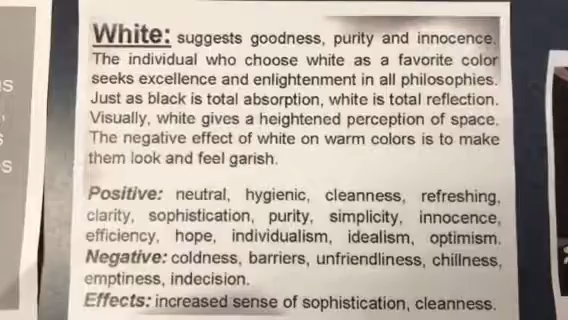 White: suggests goodness, purity and innocence.
The individual who choose white as a favorite color
seeks excellence and enlightenment in all philosophies.
Just as black is total absorption, white is total reflection.
Visually, white gives a heightened perception of space.
The negative effect of white on warm colors is to make
them look and feel garish.
Positive: neutral, hygienic, cleanness, refreshing,
clarity, sophistication, purity, simplicity, innocence,
efficiency, hope, individualism, idealism, optimism.
Negative: coldness, barriers, unfriendliness, chillness,
emptiness, indecision.
Effects: increased sense of sophistication, cleanness.